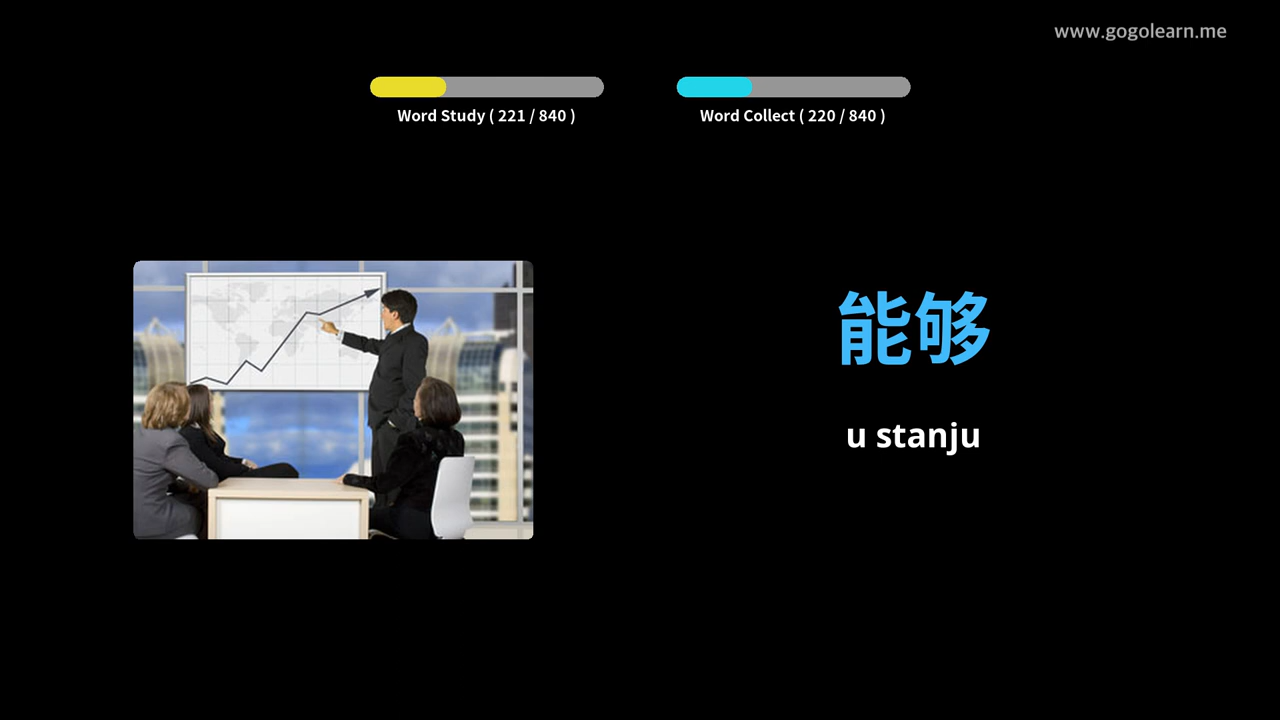 www.gogolearn.me
Word Study ( 221 / 840 )
Word Collect ( 220 / 840 )
能够
u stanju